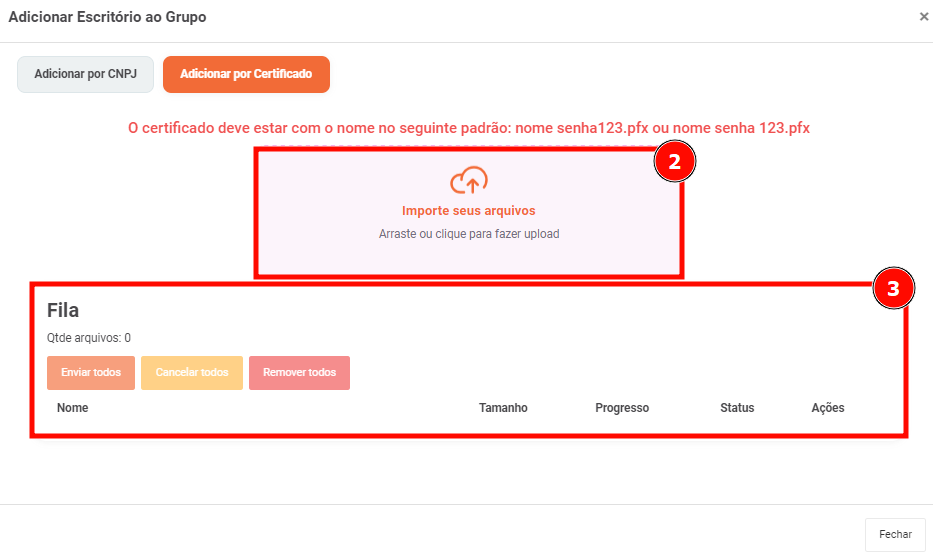 Adicionar Escritório ao Grupo ×
Adicionar por CNPJ Adicionar por Certificado
O certificado deve estar com o nome no seguinte padrão: nome senha123.pfx ou nome senha 123.pfx
2
Importe seus arquivos
Arraste ou clique para fazer upload
3
Fila
Qtde arquivos: 0
Enviar todos Cancelar todos Remover todos
Nome Tamanho Progresso Status Ações
Fechar